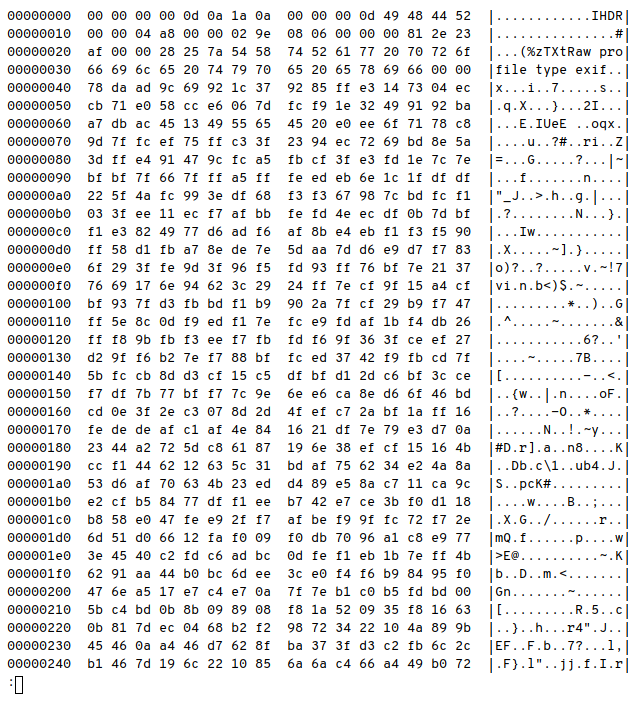 00000000  00 00 00 00 0d 0a 1a 0a  00 00 00 0d 49 48 44 52  |............IHDR
00000010  00 00 04 a8 00 00 02 9e  08 06 00 00 00 81 2e 23  |..............#
00000020  af 00 00 28 25 7a 54 58  74 52 61 77 20 70 72 6f  |...(%zTXtRaw pro
00000030  66 69 6c 65 20 74 79 70  65 20 65 78 69 66 00 00  |file type exif..
00000040  78 da ad 9c 69 92 1c 37  92 85 ff e3 14 73 04 ec  |x...i..7.....s..
00000050  cb 71 e0 58 cc e6 06 7d  fc f9 1e 32 49 91 92 ba  |.q.X...}...2I...
00000060  a7 db ac 45 13 49 55 65  45 20 e0 ee 6f 71 78 c8  |...E.IUeE ..oqx.
00000070  9d 7f fc ef 75 ff c3 3f  23 94 ec 72 69 bd 8e 5a  |....u..?#..ri..Z
00000080  3d ff e4 91 47 9c fc a5  fb cf 3f e3 fd 1e 7c 7e  |=...G.....?...|~
00000090  bf bf 7f 66 7f ff a5 ff  fe ed eb 6e 1c 1f df df  |...f.......n....
000000a0  22 5f 4a fc 99 3e df 68  f3 f3 67 98 7c bd fc f1  |"_J..>.h..g.|...
000000b0  03 3f ee 11 ec f7 af bb  fe fd 4e ec df 0b 7d bf  |.?........N...}.
000000c0  f1 e3 82 49 77 d6 ad f6  af 8b e4 eb f1 f3 f5 90  |...Iw...........
000000d0  ff 58 d1 fb a7 8e de 7e  5d aa 7d d6 e9 d7 f7 83  |.X.....~].}.....
000000e0  6f 29 3f fe 9d 3f 96 f5  fd 93 ff 76 bf 7e 21 37  |o)?..?.....v.~!7
000000f0  76 69 17 6e 94 62 3c 29  24 ff 7e cf 9f 15 a4 cf  |vi.n.b<)$.~.....
00000100  bf 93 7f d3 fb bd f1 b9  90 2a 7f cf 29 b9 f7 47  |.........*..)..G
00000110  ff 5e 8c 0d f9 ed f1 7e  fc e9 fd af 1b f4 db 26  |.^.....~.......&
00000120  ff f8 9b fb f3 ee f7 fb  fd f6 9f 36 3f ce ef 27  |...........6?..'
00000130  d2 9f f6 b2 7e f7 88 bf  fc ed 37 42 f9 fb cd 7f  |....~.....7B....
00000140  5b fc cb 8d d3 cf 15 c5  df bf d1 2d c6 bf 3c ce  |[..........-..<.
00000150  f7 df 7b 77 bf f7 7c 9e  6e e6 ca 8e d6 6f 46 bd  |..{w..|.n....oF.
00000160  cd 0e 3f 2e c3 07 8d 2d  4f ef c7 2a bf 1a ff 16  |..?....-O..*....
00000170  fe de de af c1 af 4e 84  16 21 df 7e 79 e3 d7 0a  |......N..!.~y...
00000180  23 44 a2 72 5d c8 61 87  19 6e 38 ef cf 15 16 4b  |#D.r].a..n8....K
00000190  cc f1 44 62 12 63 5c 31  bd af 75 62 34 e2 4a 8a  |..Db.c\1..ub4.J.
000001a0  53 d6 af 70 63 4b 23 ed  d4 89 e5 8a c7 11 ca 9c  |S..pcK#.........
000001b0  e2 cf b5 84 77 df f1 ee  b7 42 e7 ce 3b f0 d1 18  |....w....B..;...
000001c0  b8 58 e0 47 fe e9 2f f7  af be f9 9f fc 72 f7 2e  |.X.G../......r..
000001d0  6d 51 d0 66 12 fa f0 09  f0 db 70 96 a1 c8 e9 77  |mQ.f......p....w
000001e0  3e 45 40 c2 fd c6 ad bc  0d fe f1 eb 1b 7e ff 4b  |>E@..........~.K
000001f0  62 91 aa 44 b0 bc 6d ee  3c e0 f4 f6 b9 84 95 f0  |b..D..m.<.......
00000200  47 6e a5 17 e7 c4 e7 0a  7f 7e b1 c0 b5 fd bd 00  |Gn.......~......
00000210  5b c4 bd 0b 8b 09 89 08  f8 1a 52 09 35 f8 16 63  |[.........R.5..c
00000220  0b 81 7d ec 04 68 b2 f2  98 72 34 22 10 4a 89 9b  |..}..h...r4".J..
00000230  45 46 0a a4 46 d7 62 8f  ba 37 3f d3 c2 fb 6c 2c  |EF..F.b..7?...l,
00000240  b1 46 7d 19 6c 22 10 85  6a 6a c4 66 a4 49 b0 72  |.F}.l"..jj.f.I.r
: